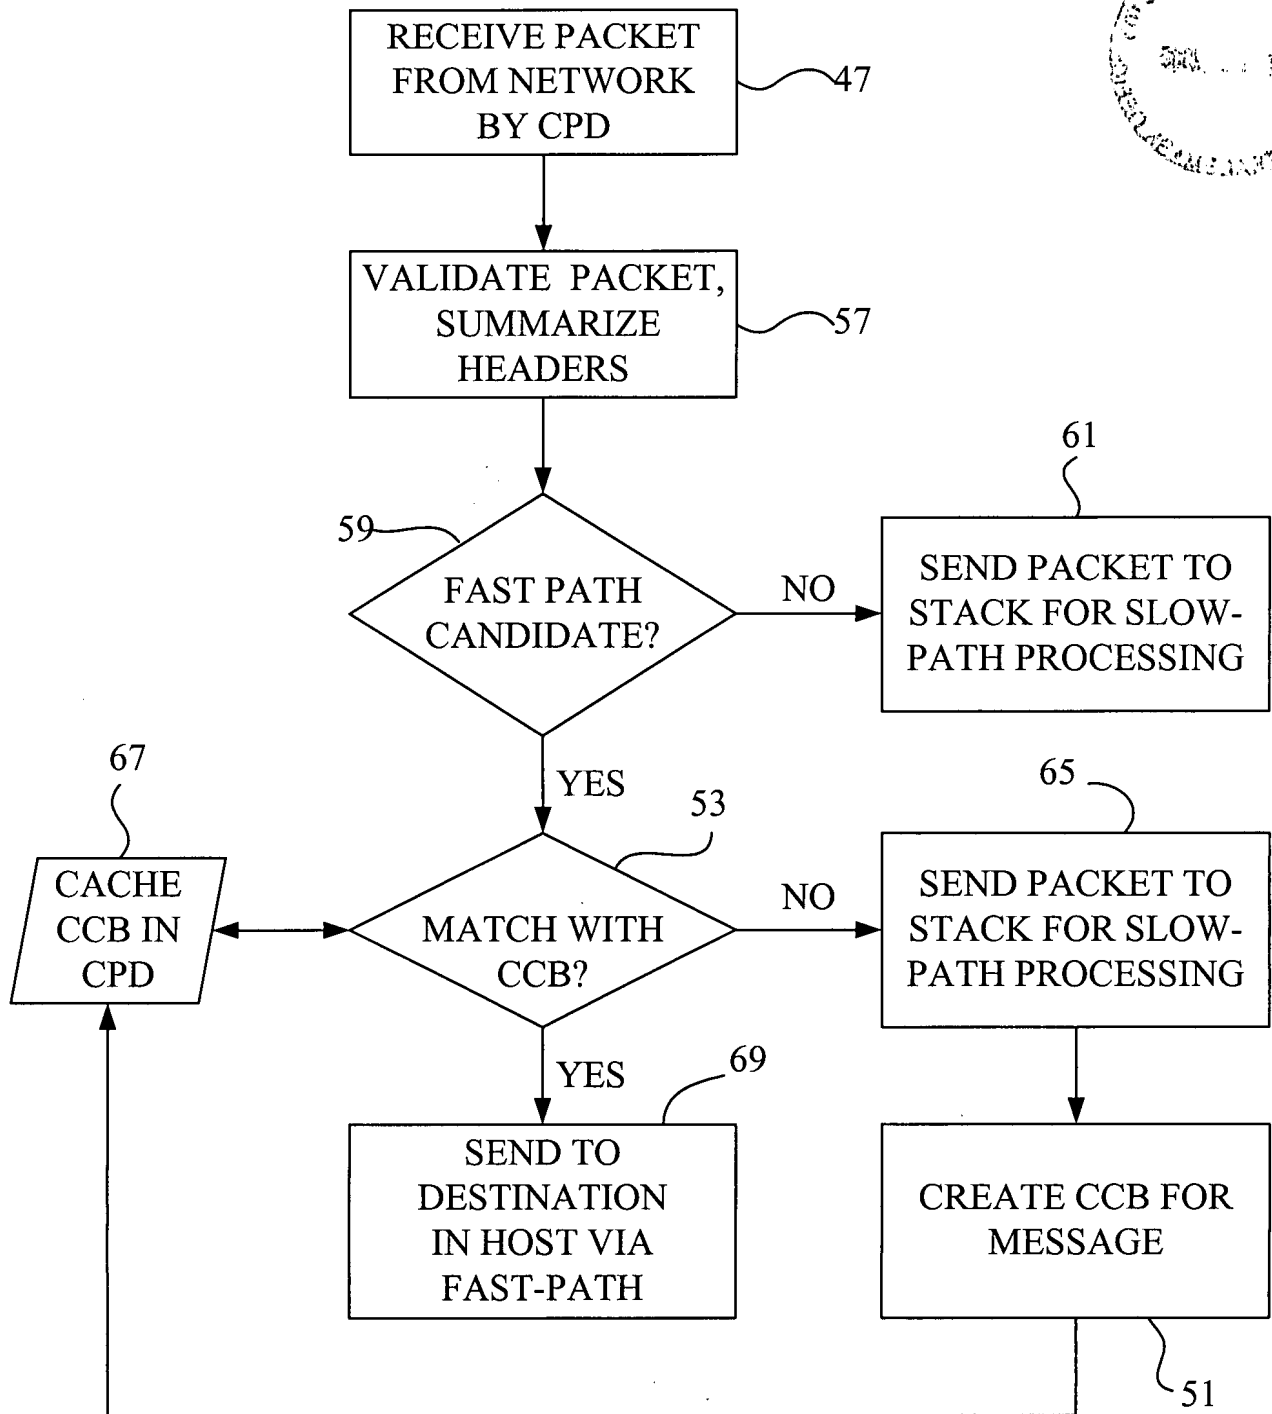 RECEIVE PACKET
FROM NETWORK
BY CPD
47
VALIDATE PACKET,
SUMMARIZE
HEADERS
57
59
FAST PATH
CANDIDATE?
NO
61
SEND PACKET TO
STACK FOR SLOW-
PATH PROCESSING
YES
67
CACHE
CCB IN
CPD
53
MATCH WITH
CCB?
NO
65
SEND PACKET TO
STACK FOR SLOW-
PATH PROCESSING
YES
69
SEND TO
DESTINATION
IN HOST VIA
FAST-PATH
CREATE CCB FOR
MESSAGE
51